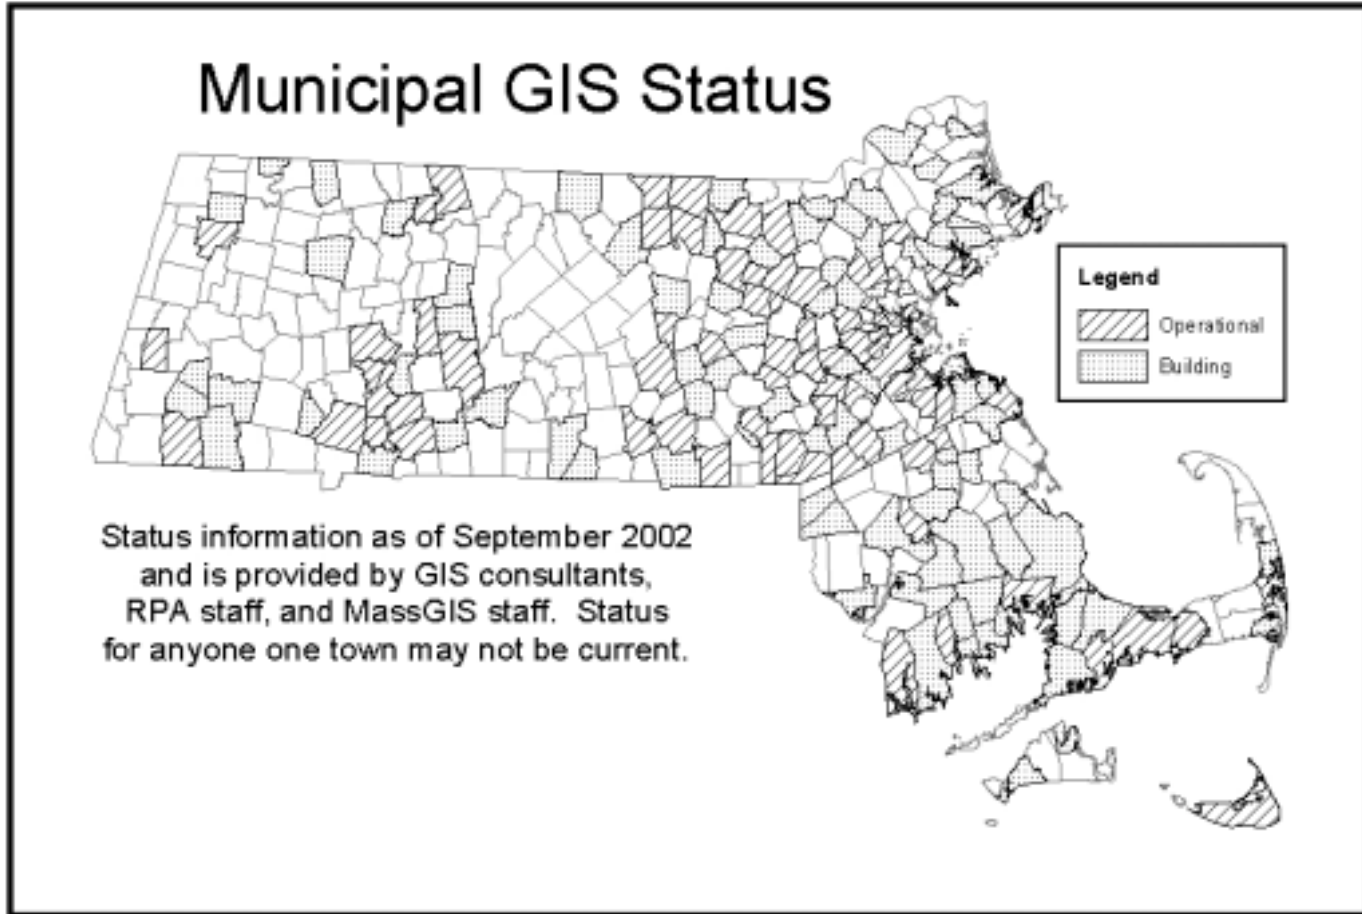 Municipal GIS Status
Legend
Operational
Building
Status information as of September 2002
and is provided by GIS consultants,
RPA staff, and MassGIS staff.  Status
for anyone one town may not be current.